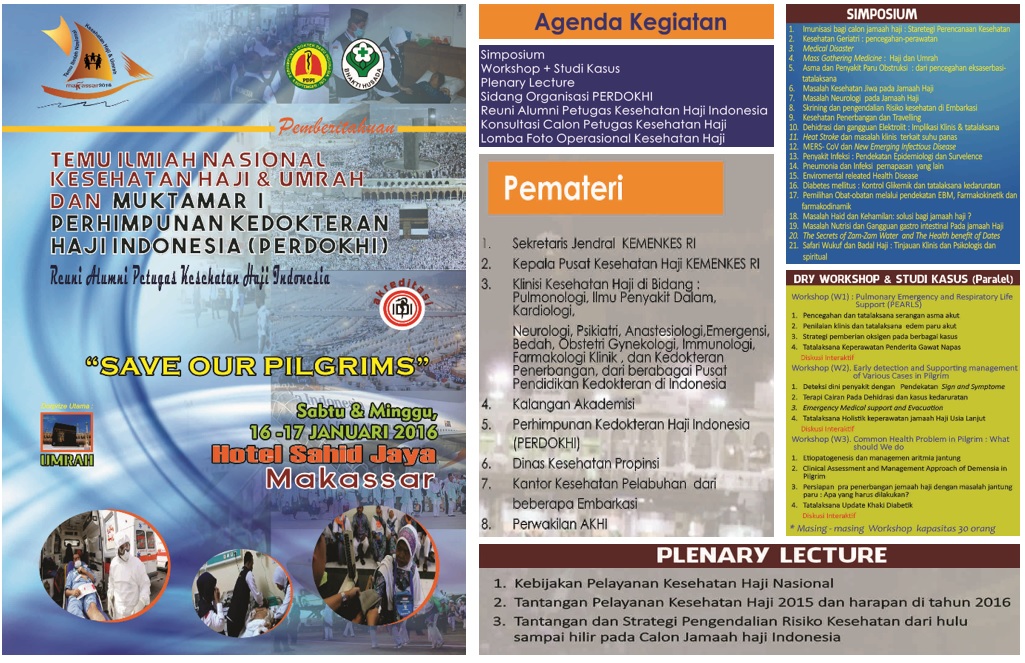 Temu Ilmiah Nasional
Kesehatan Haji & Umrah
makassar2016
PDPI
BHAKTI HUSADA
Pemberitahuan
TEMU ILMIAH NASIONAL
KESEHATAN HAJI & UMRAH
DAN MUKTAMAR I
PERHIMPUNAN KEDOKTERAN
HAJI INDONESIA (PERDOKHI)
Reuni Alumni Petugas Kesehatan Haji Indonesia
akreditasi
IDI
"SAVE OUR PILGRIMS"
Doorprize Utama :
UMRAH
Sabtu & Minggu,
16 -17 JANUARI 2016
Hotel Sahid Jaya
Makassar
Agenda Kegiatan
Simposium
Workshop + Studi Kasus
Plenary Lecture
Sidang Organisasi PERDOKHI
Reuni Alumni Petugas Kesehatan Haji Indonesia
Konsultasi Calon Petugas Kesehatan Haji
Lomba Foto Operasional Kesehatan Haji
Pemateri
1. Sekretaris Jendral KEMENKES RI
2. Kepala Pusat Kesehatan Haji KEMENKES RI
3. Klinisi Kesehatan Haji di Bidang :
Pulmonologi, Ilmu Penyakit Dalam,
Kardiologi,
Neurologi, Psikiatri, Anastesiologi,Emergensi,
Bedah, Obstetri Gynekologi, Immunologi,
Farmakologi Klinik , dan Kedokteran
Penerbangan, dari berabagai Pusat
Pendidikan Kedokteran di Indonesia
4. Kalangan Akademisi
5. Perhimpunan Kedokteran Haji Indonesia
(PERDOKHI)
6. Dinas Kesehatan Propinsi
7. Kantor Kesehatan Pelabuhan dari
beberapa Embarkasi
8. Perwakilan AKHI
SIMPOSIUM
1. Imunisasi bagi calon jamaah haji : Staretegi Perencanaan Kesehatan
2. Kesehatan Geriatri : pencegahan-perawatan
3. Medical Disaster
4. Mass Gathering Medicine : Haji dan Umrah
5. Asma dan Penyakit Paru Obstruksi : dari pencegahan eksaserbasi-
tatalaksana
6. Masalah Kesehatan Jiwa pada Jamaah Haji
7. Masalah Neurologi pada Jamaah Haji
8. Skrining dan pengendalian Risiko kesehatan di Embarkasi
9. Kesehatan Penerbangan dan Travelling
10. Dehidrasi dan gangguan Elektrolit : Implikasi Klinis & tatalaksana
11. Heat Stroke dan masalah klinis terkait suhu panas
12. MERS- CoV dan New Emerging Infectious Disease
13. Penyakit Infeksi : Pendekatan Epidemiologi dan Surveilence
14. Pneumonia dan Infeksi pernapasan yang lain
15. Enviromental releated Health Disease
16. Diabetes mellitus : Kontrol Glikemik dan tatalaksana kedaruratan
17. Pemilihan Obat-obatan melalui pendekatan EBM, Farmakokinetik dan
farmakodinamik
18. Masalah Haid dan Kehamilan: solusi bagi jamaah haji ?
19. Masalah Nutrisi dan Gangguan gastro intestinal Pada jamaah Haji
20. The Secrets of Zam-Zam Water and The Health benefit of Dates
21. Safari Wukuf dan Badal Haji : Tinjauan Klinis dan Psikologis dan
spiritual
DRY WORKSHOP & STUDI KASUS (Paralel)
Workshop (W1) : Pulmonary Emergency and Respiratory Life
Support (PEARLS)
1. Pencegahan dan tatalaksana serangan asma akut
2. Penilaian klinis dan tatalaksana edem paru akut
3. Strategi pemberian oksigen pada berbagai kasus
4. Tatalaksana Keperawatan Penderita Gawat Napas
Diskusi Interaktif
Workshop (W2). Early detection and Supporting management
of Various Cases in Pilgrim
1. Deteksi dini penyakit dengan Pendekatan Sign and Symptome
2. Terapi Cairan Pada Dehidrasi dan kasus kedaruratan
3. Emergency Medical support and Evacuation
4. Tatalaksana Holistik keperawatan jamaah Haji Usia Lanjut
Diskusi Interaktif
Workshop (W3). Common Health Problem in Pilgrim : What
should We do
1. Etiopatogenesis dan managemen aritmia jantung
2. Clinical Assessment and Management Approach of Demensia in
Pilgrim
3. Persiapan pra penerbangan jemaah haji dengan masalah jantung
paru : Apa yang harus dilakukan?
4. Tatalaksana Update Khaki Diabetik
Diskusi Interaktif
* Masing - masing Workshop kapasitas 30 orang
PLENARY LECTURE
1. Kebijakan Pelayanan Kesehatan Haji Nasional
2. Tantangan Pelayanan Kesehatan Haji 2015 dan harapan di tahun 2016
3. Tantangan dan Strategi Pengendalian Risiko Kesehatan dari hulu
sampai hilir pada Calon Jamaah haji Indonesia